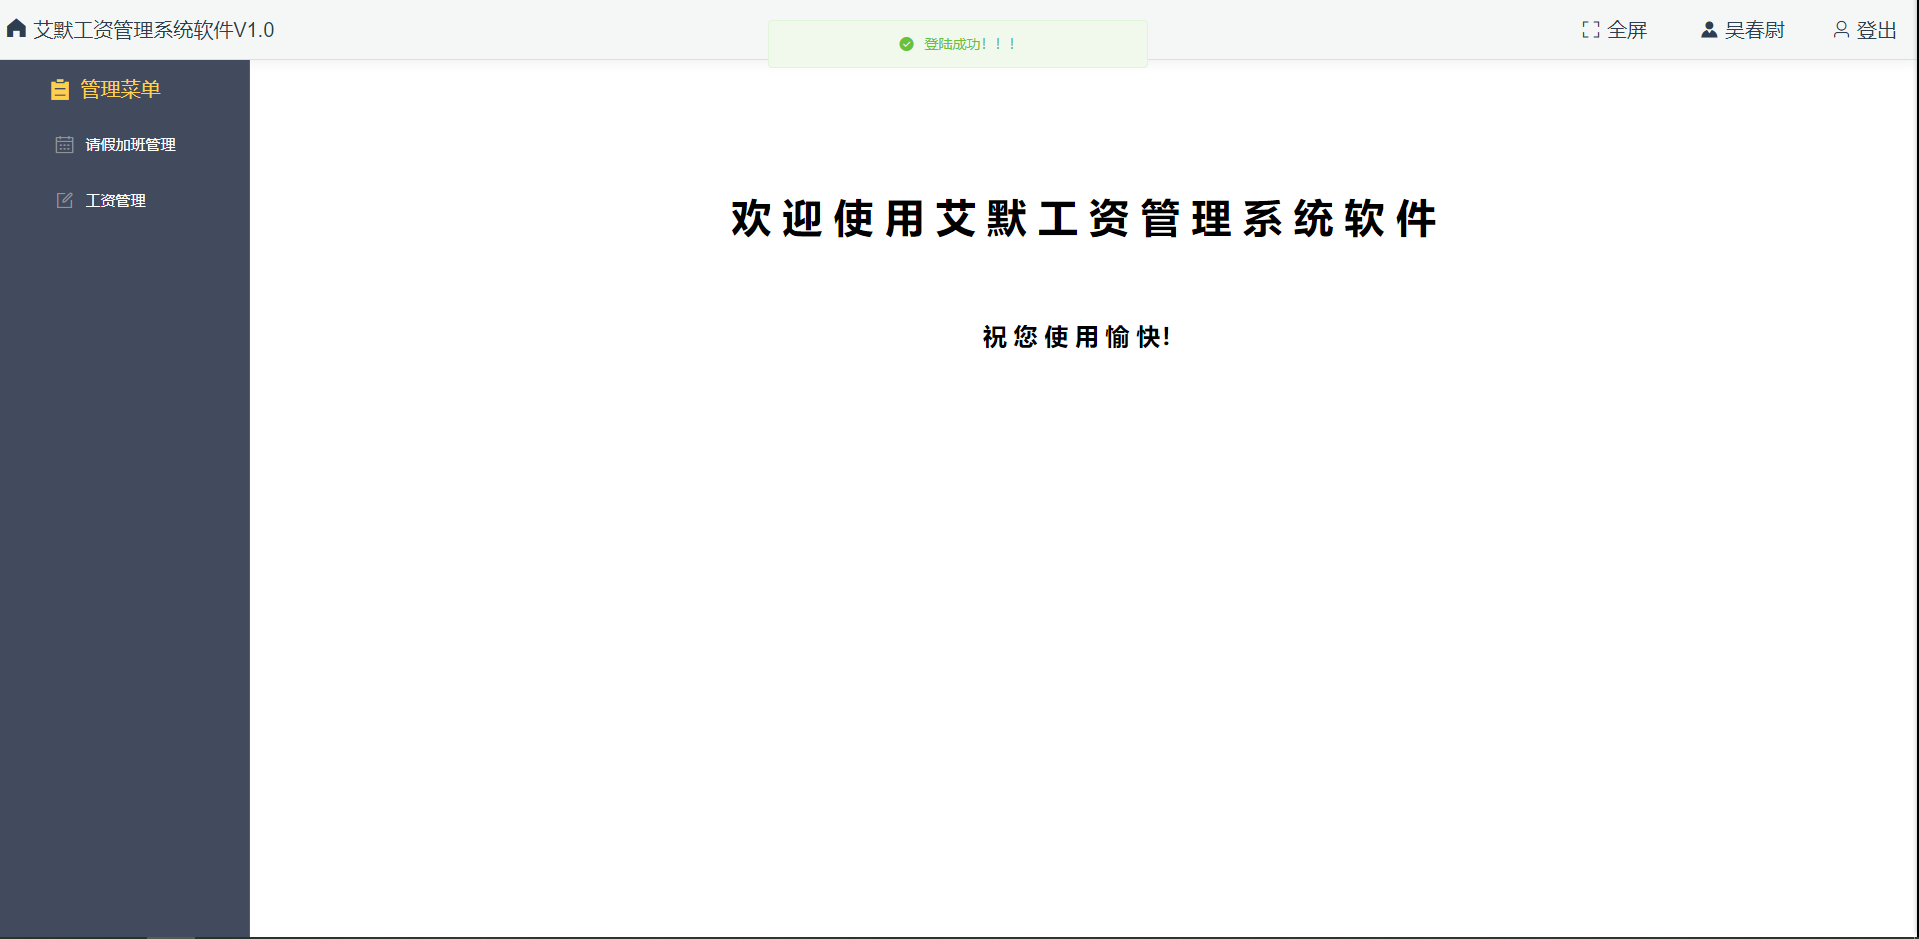 艾默工资管理系统软件V1.0
登陆成功！！！
全屏
吴春尉
登出
管理菜单
请假加班管理
工资管理
欢迎使用艾默工资管理系统软件
祝您使用愉快!